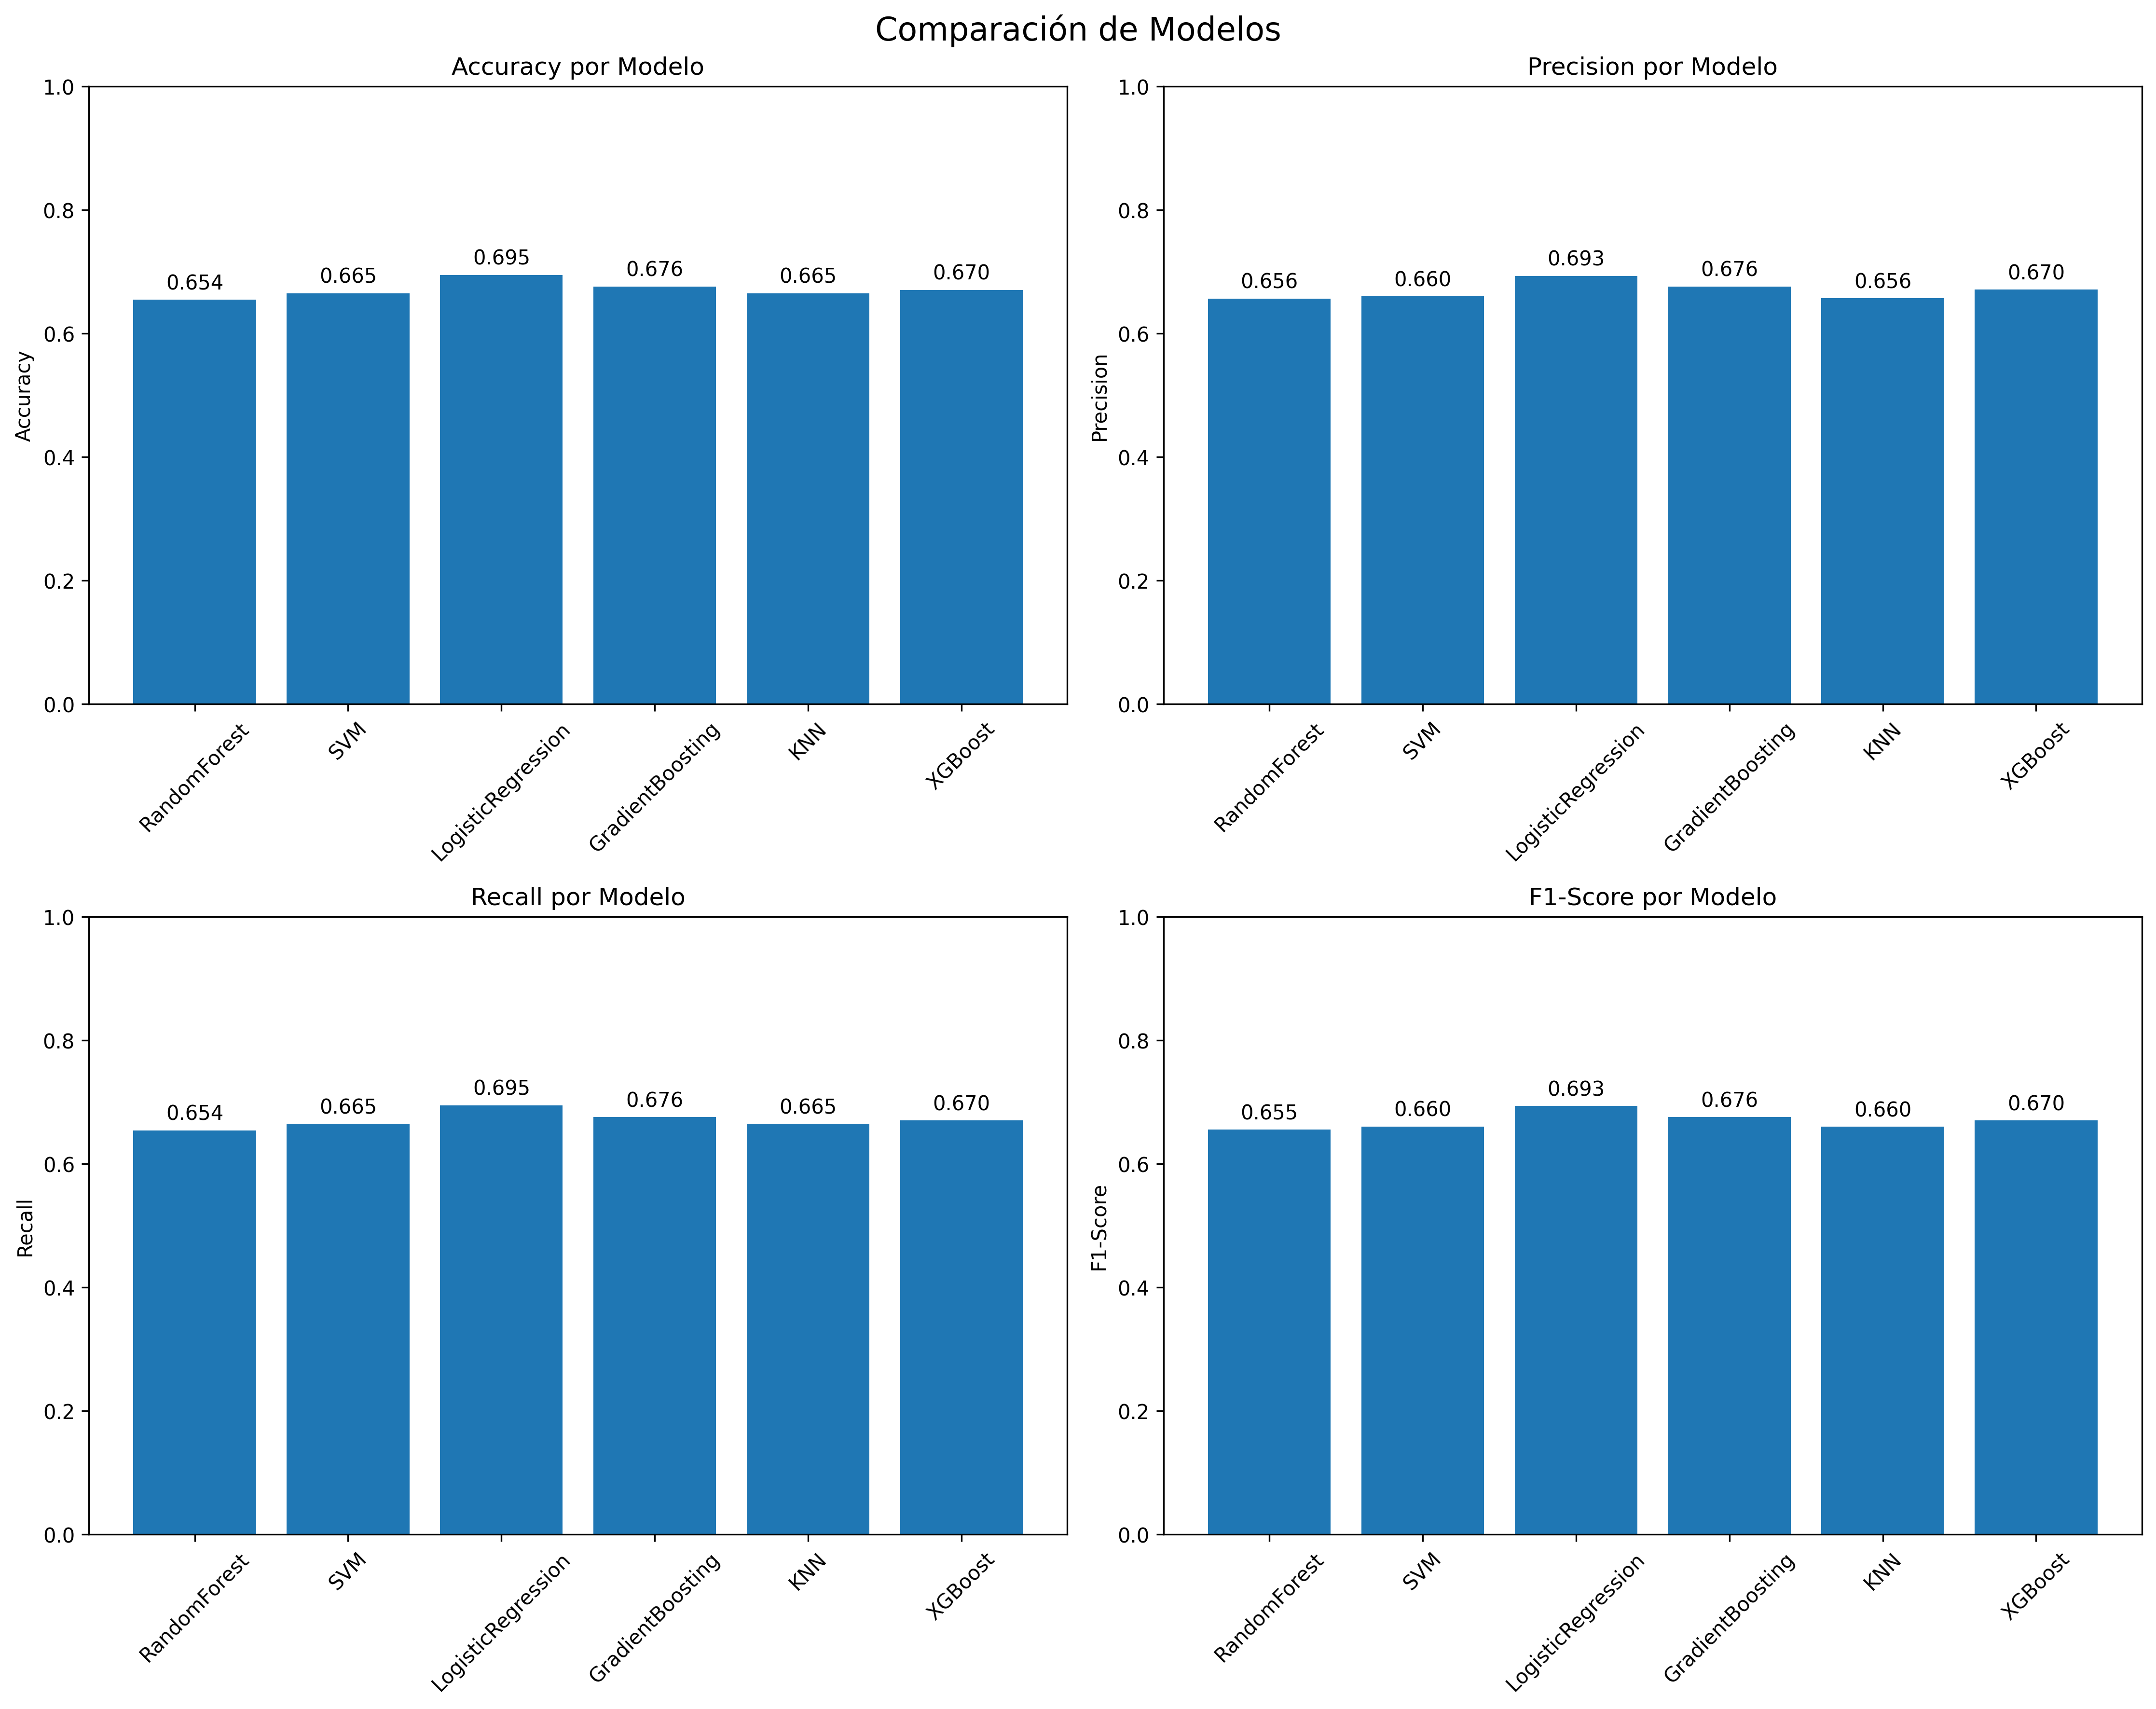 Comparación de Modelos
Accuracy por Modelo
1.0
0.8
0.6
0.4
0.2
0.0
Accuracy
0.654
0.665
0.695
0.676
0.665
0.670
RandomForest
SVM
LogisticRegression
GradientBoosting
KNN
XGBoost
Precision por Modelo
1.0
0.8
0.6
0.4
0.2
0.0
Precision
0.656
0.660
0.693
0.676
0.656
0.670
RandomForest
SVM
LogisticRegression
GradientBoosting
KNN
XGBoost
Recall por Modelo
1.0
0.8
0.6
0.4
0.2
0.0
Recall
0.654
0.665
0.695
0.676
0.665
0.670
RandomForest
SVM
LogisticRegression
GradientBoosting
KNN
XGBoost
F1-Score por Modelo
1.0
0.8
0.6
0.4
0.2
0.0
F1-Score
0.655
0.660
0.693
0.676
0.660
0.670
RandomForest
SVM
LogisticRegression
GradientBoosting
KNN
XGBoost